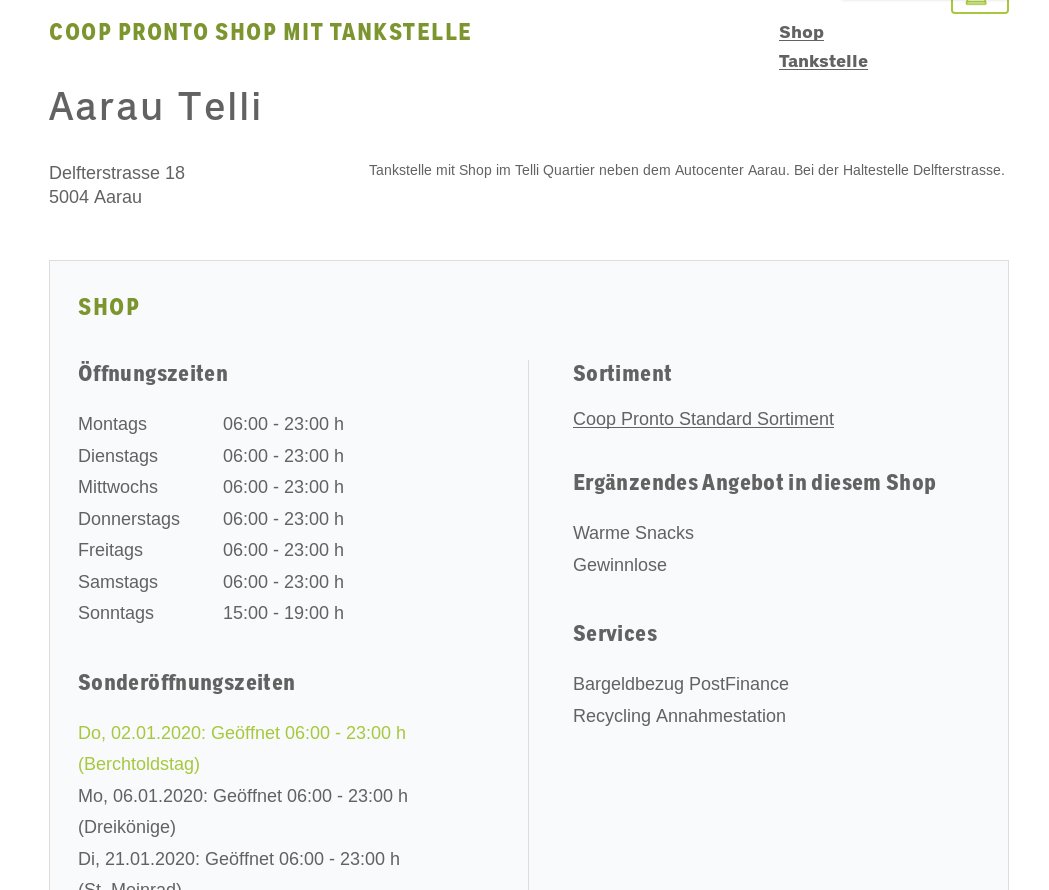 COOP PRONTO SHOP MIT TANKSTELLE
Shop
Tankstelle
Aarau Telli
Delfterstrasse 18
5004 Aarau
Tankstelle mit Shop im Telli Quartier neben dem Autocenter Aarau. Bei der Haltestelle Delfterstrasse.
SHOP
Öffnungszeiten
Montags 06:00 - 23:00 h
Dienstags 06:00 - 23:00 h
Mittwochs 06:00 - 23:00 h
Donnerstags 06:00 - 23:00 h
Freitags 06:00 - 23:00 h
Samstags 06:00 - 23:00 h
Sonntags 15:00 - 19:00 h
Sonderöffnungszeiten
Do, 02.01.2020: Geöffnet 06:00 - 23:00 h
(Berchtoldstag)
Mo, 06.01.2020: Geöffnet 06:00 - 23:00 h
(Dreikönige)
Di, 21.01.2020: Geöffnet 06:00 - 23:00 h
(St. Meinrad)
Sortiment
Coop Pronto Standard Sortiment
Ergänzendes Angebot in diesem Shop
Warme Snacks
Gewinnlose
Services
Bargeldbezug PostFinance
Recycling Annahmestation